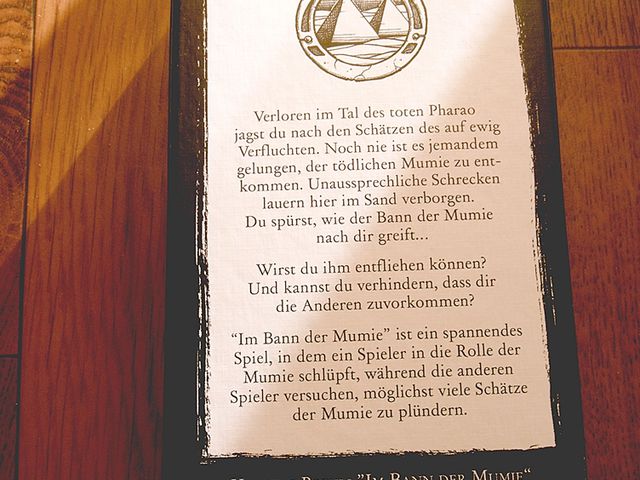 Verloren im Tal des toten Pharao
jagst du nach den Schätzen des auf ewig
Verfluchten. Noch nie ist es jemandem
gelungen, der tödlichen Mumie zu ent-
kommen. Unaussprechliche Schrecken
lauern hier im Sand verborgen.
Du spürst, wie der Bann der Mumie
nach dir greift...
Wirst du ihm entfliehen können?
Und kannst du verhindern, dass dir
die Anderen zuvorkommen?
“Im Bann der Mumie” ist ein spannendes
Spiel, in dem ein Spieler in die Rolle der
Mumie schlüpft, während die anderen
Spieler versuchen, möglichst viele Schätze
der Mumie zu plündern.
”Im Bann der Mumie“